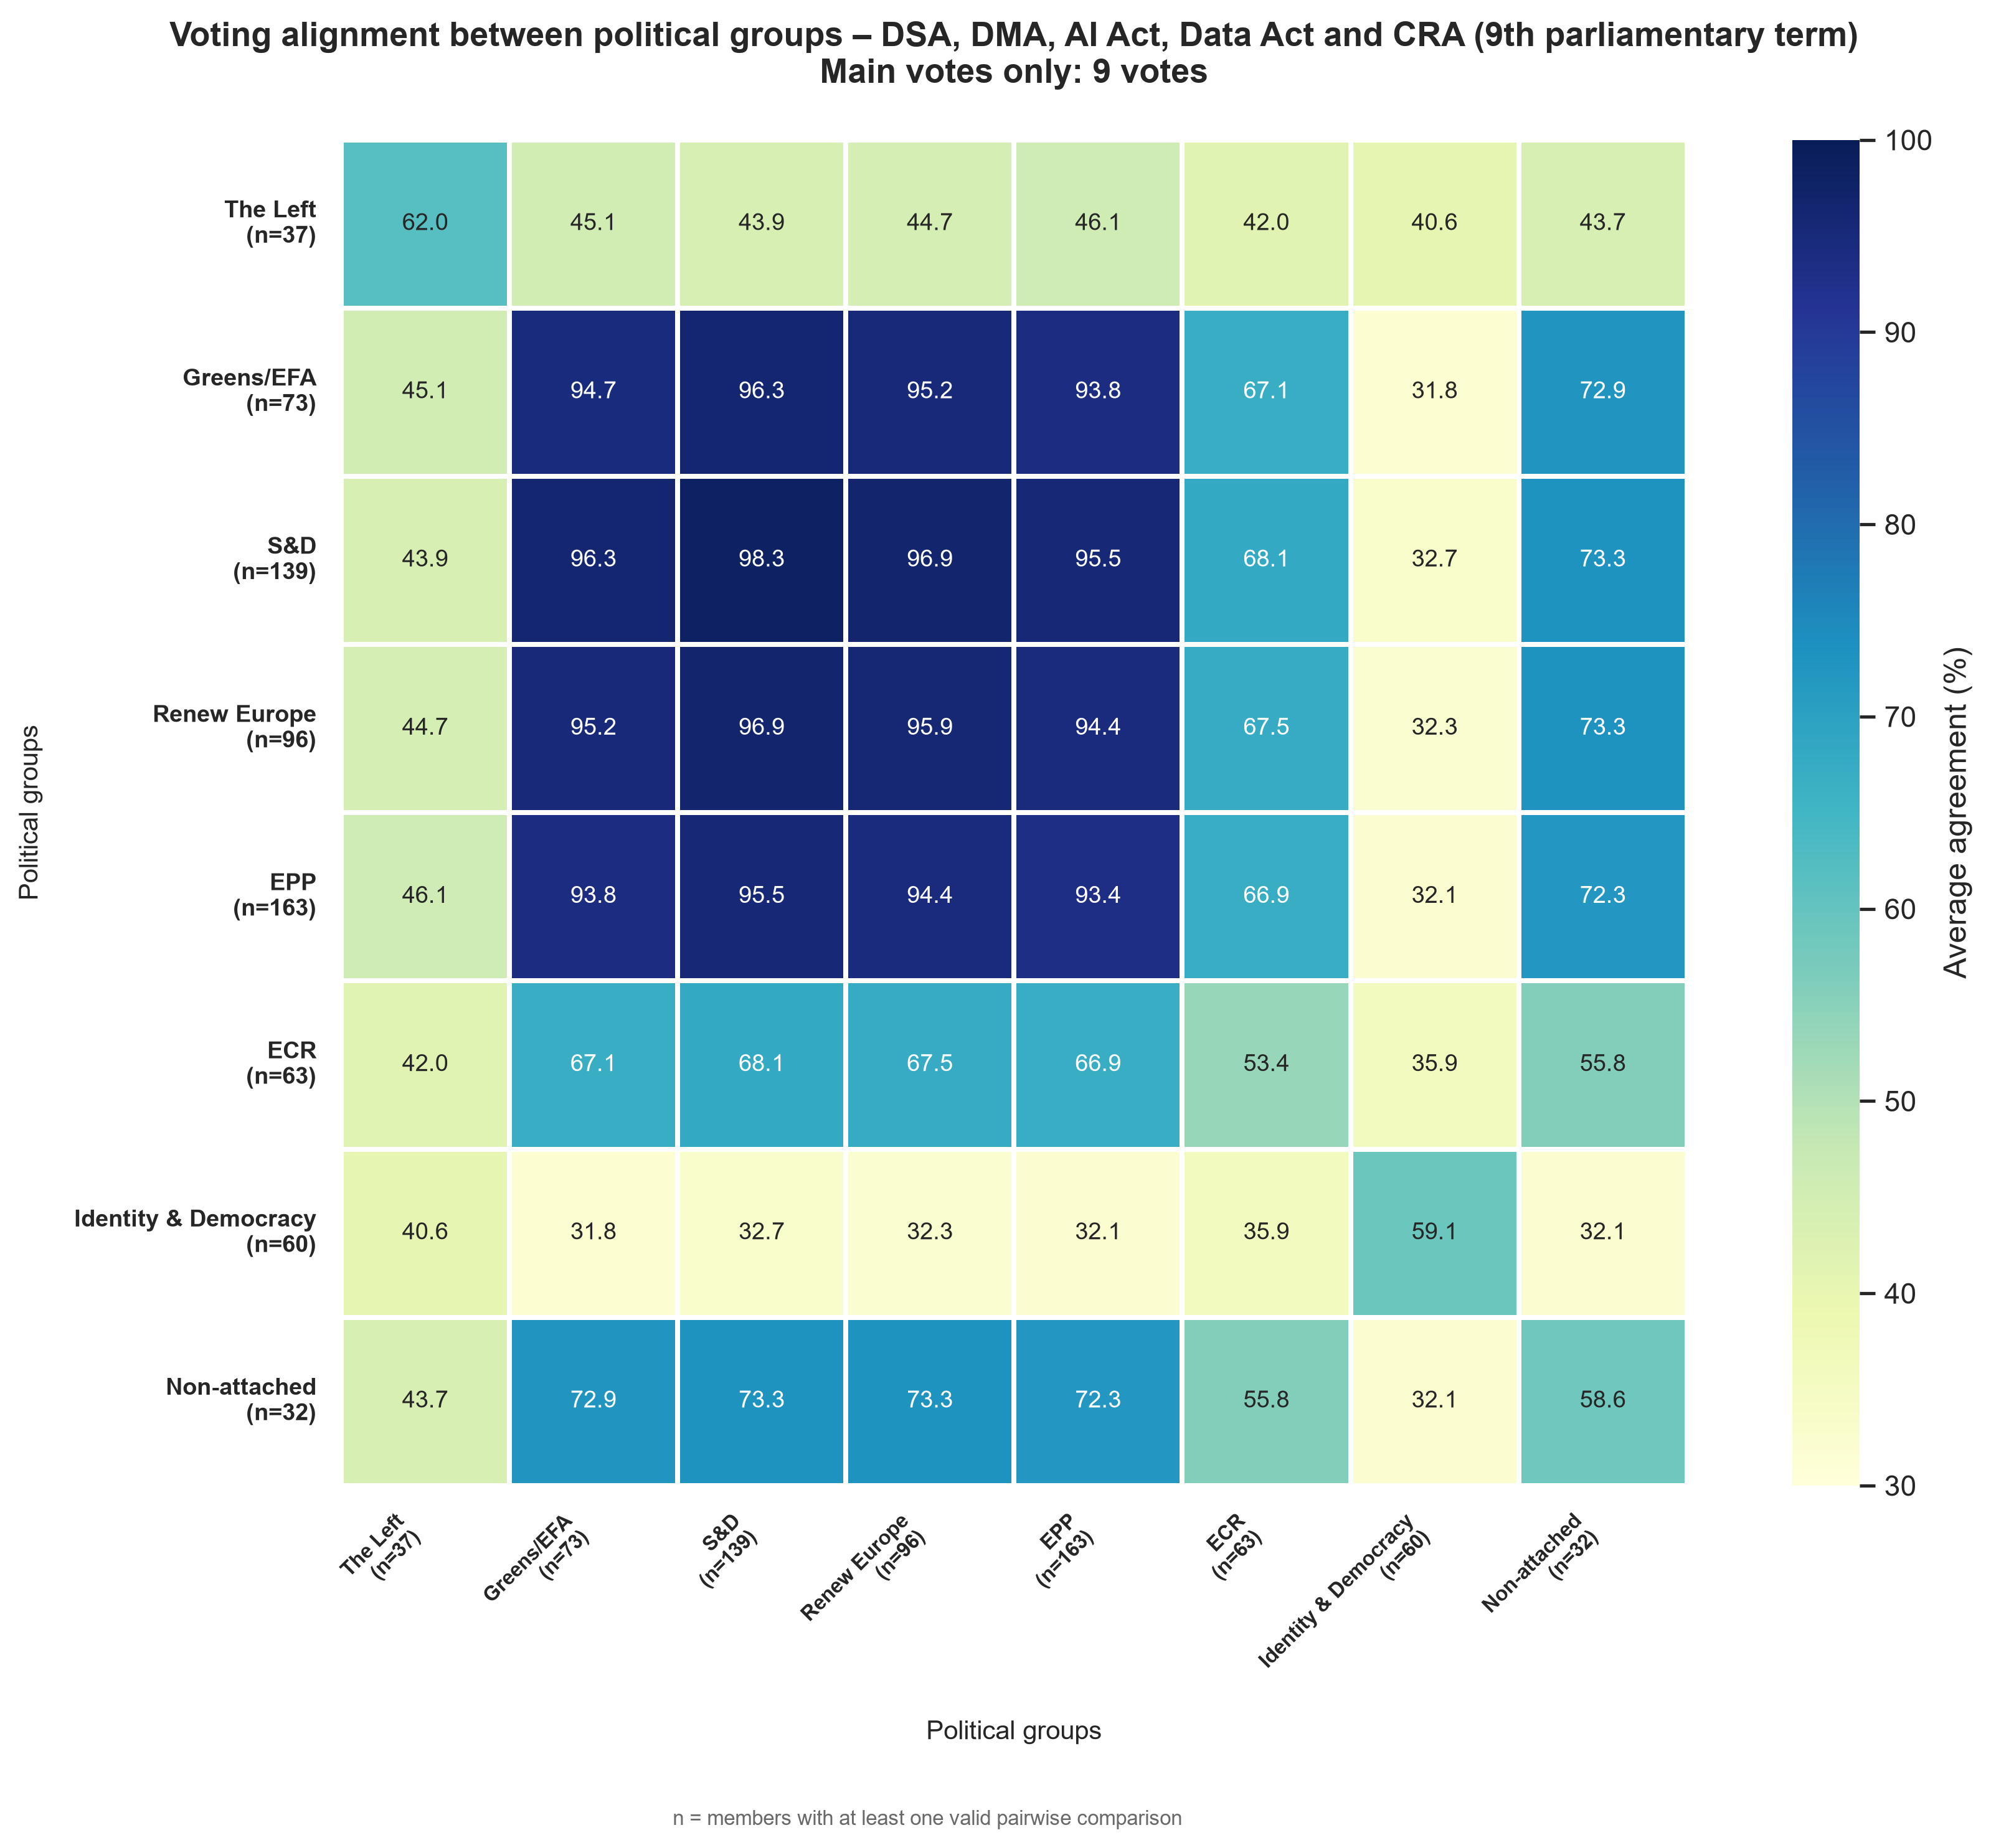 Voting alignment between political groups – DSA, DMA, AI Act, Data Act and CRA (9th parliamentary term)
Main votes only: 9 votes
The Left
(n=37)
62.0 45.1 43.9 44.7 46.1 42.0 40.6 43.7
Greens/EFA
(n=73)
45.1 94.7 96.3 95.2 93.8 67.1 31.8 72.9
S&D
(n=139)
43.9 96.3 98.3 96.9 95.5 68.1 32.7 73.3
Renew Europe
(n=96)
44.7 95.2 96.9 95.9 94.4 67.5 32.3 73.3
EPP
(n=163)
46.1 93.8 95.5 94.4 93.4 66.9 32.1 72.3
ECR
(n=63)
42.0 67.1 68.1 67.5 66.9 53.4 35.9 55.8
Identity & Democracy
(n=60)
40.6 31.8 32.7 32.3 32.1 35.9 59.1 32.1
Non-attached
(n=32)
43.7 72.9 73.3 73.3 72.3 55.8 32.1 58.6
Political groups
The Left
(n=37)
Greens/EFA
(n=73)
S&D
(n=139)
Renew Europe
(n=96)
EPP
(n=163)
ECR
(n=63)
Identity & Democracy
(n=60)
Non-attached
(n=32)
Political groups
100
90
80
70
60
50
40
30
Average agreement (%)
n = members with at least one valid pairwise comparison